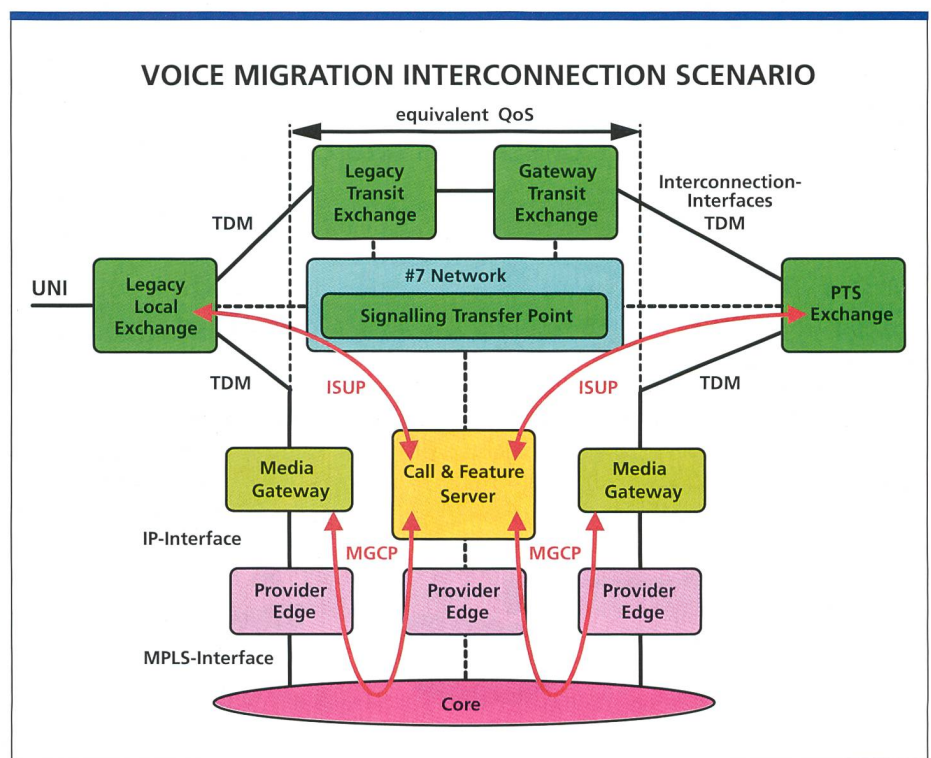 VOICE MIGRATION INTERCONNECTION SCENARIO
equivalent QoS
Legacy
Transit
Exchange
Gateway
Transit
Exchange
Interconnection-
Interfaces
TDM
TDM
UNI
Legacy
Local
Exchange
#7 Network
Signalling Transfer Point
PTS
Exchange
TDM
ISUP
ISUP
TDM
Media
Gateway
Call & Feature
Server
Media
Gateway
IP-Interface
MGCP
MGCP
Provider
Edge
Provider
Edge
Provider
Edge
MPLS-Interface
Core